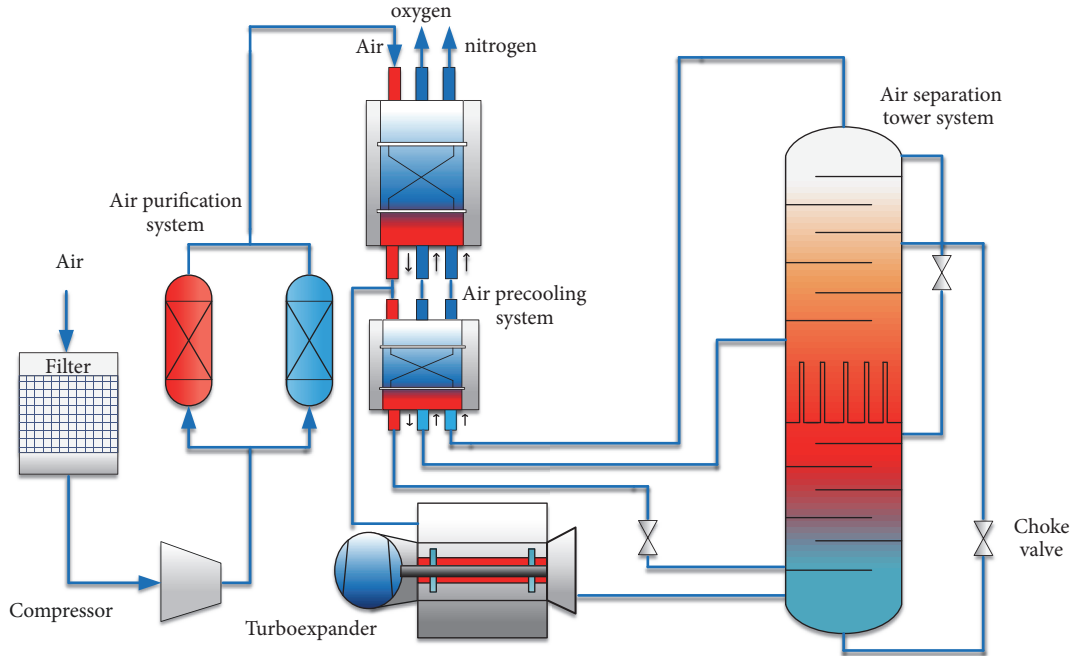 oxygen
Air
nitrogen
Air separation
tower system
Air purification
system
Air
Air precooling
system
Filter
Choke
valve
Compressor
Turboexpander